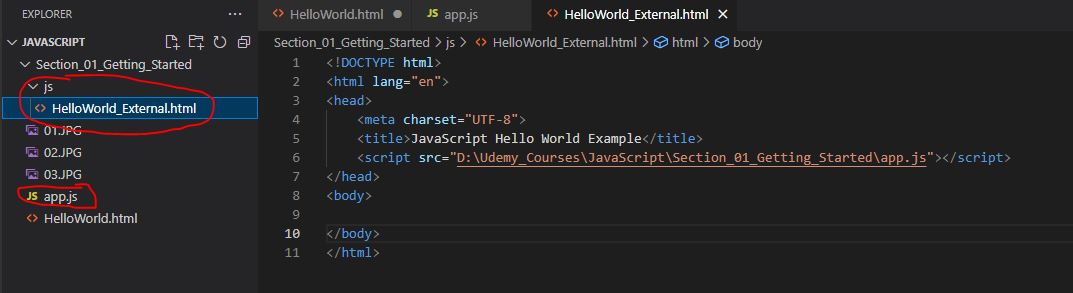 EXPLORER ...
HelloWorld.html
app.js
HelloWorld_External.html
JAVASCRIPT
Section_01_Getting_Started > js > HelloWorld_External.html > html > body
Section_01_Getting_Started
js
HelloWorld_External.html
01.JPG
02.JPG
03.JPG
JS app.js
HelloWorld.html
JS
1 <!DOCTYPE html>
2 <html lang="en">
3 <head>
4 <meta charset="UTF-8">
5 <title>JavaScript Hello World Example</title>
6 <script src="D:\Udemy_Courses\JavaScript\Section_01_Getting_Started\app.js"></script>
7 </head>
8 <body>
9
10 </body>
11 </html>